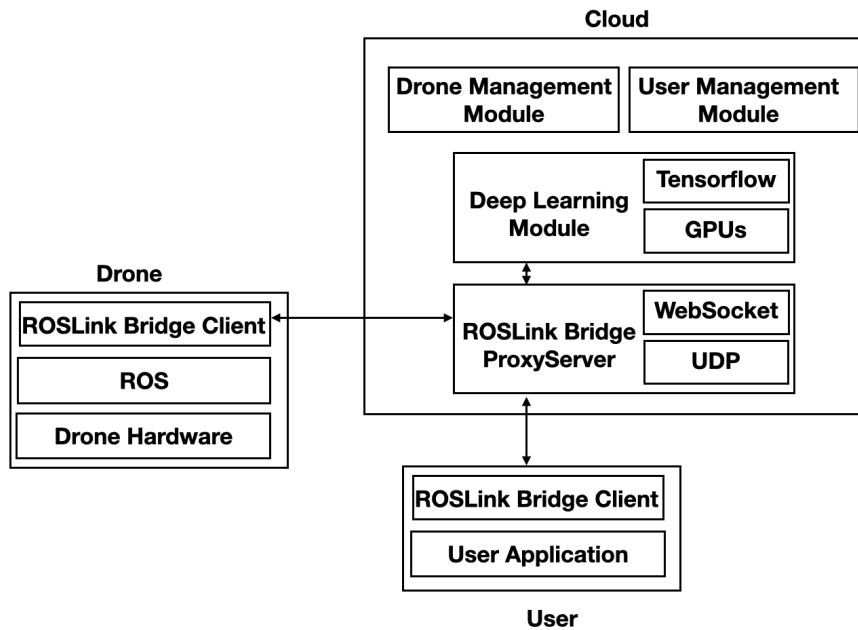 Cloud
Drone Management
Module
User Management
Module
Deep Learning
Module
Tensorflow
GPUs
Drone
ROSLink Bridge Client
ROS
Drone Hardware
ROSLink Bridge
ProxyServer
WebSocket
UDP
ROSLink Bridge Client
User Application
User